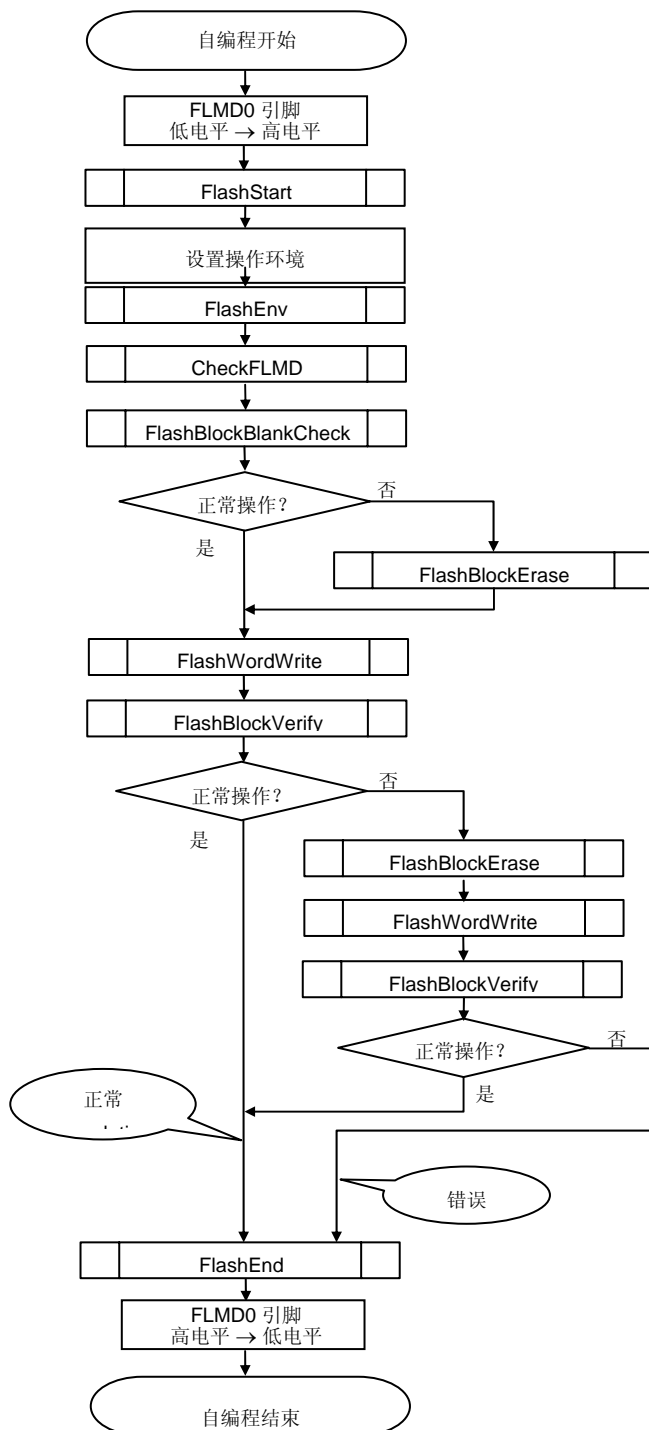 自编程开始
FLMD0 引脚
低电平 → 高电平
FlashStart
设置操作环境
FlashEnv
CheckFLMD
FlashBlockBlankCheck
正常操作？
否
是
FlashBlockErase
FlashWordWrite
FlashBlockVerify
正常操作？
否
是
FlashBlockErase
FlashWordWrite
FlashBlockVerify
正常操作？
否
是
正常
错误
FlashEnd
FLMD0 引脚
高电平 → 低电平
自编程结束